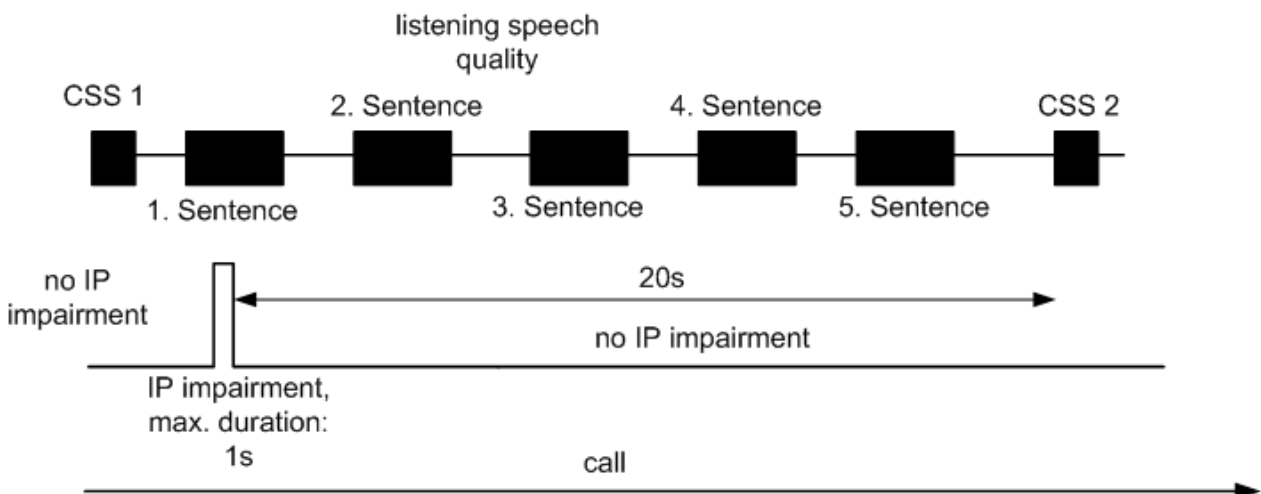 listening speech
quality
CSS 1
2. Sentence
4. Sentence
CSS 2
1. Sentence
3. Sentence
5. Sentence
no IP
impairment
20s
no IP impairment
IP impairment,
max. duration:
1s
call